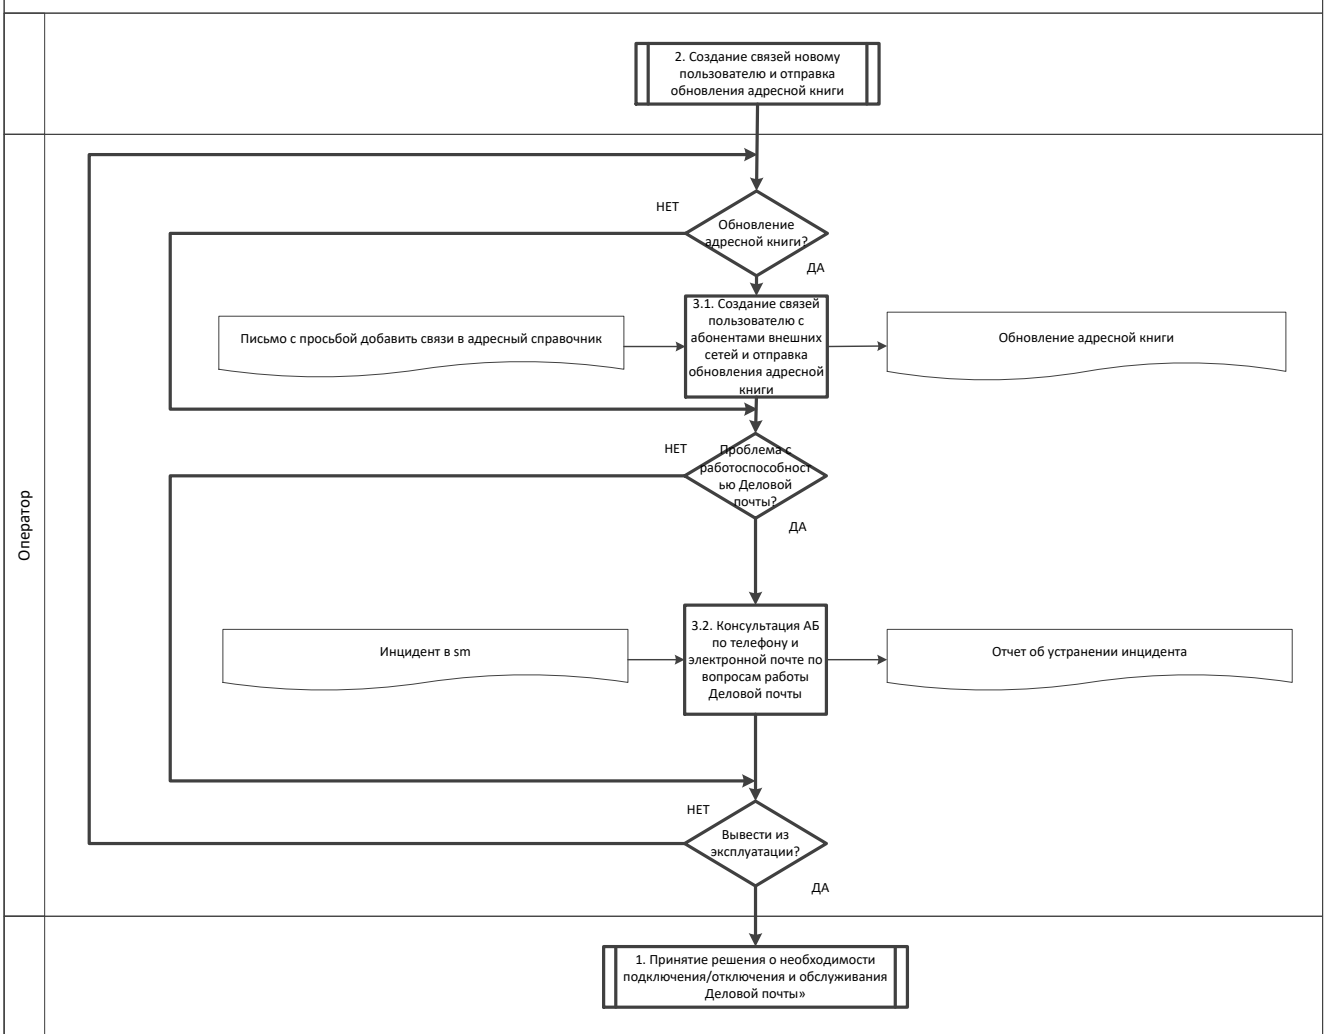 2. Создание связей новому
пользователю и отправка
обновления адресной книги
НЕТ
Обновление
адресной книги?
ДА
Письмо с просьбой добавить связи в адресный справочник
3.1. Создание связей
пользователю с
абонентами внешних
сетей и отправка
обновления адресной
книги
Обновление адресной книги
НЕТ
Проблема с
работоспособност
ью Деловой
почты?
ДА
Оператор
Инцидент в sm
3.2. Консультация АБ
по телефону и
электронной почте по
вопросам работы
Деловой почты
Отчет об устранении инцидента
НЕТ
Вывести из
эксплуатации?
ДА
1. Принятие решения о необходимости
подключения/отключения и обслуживания
Деловой почты»